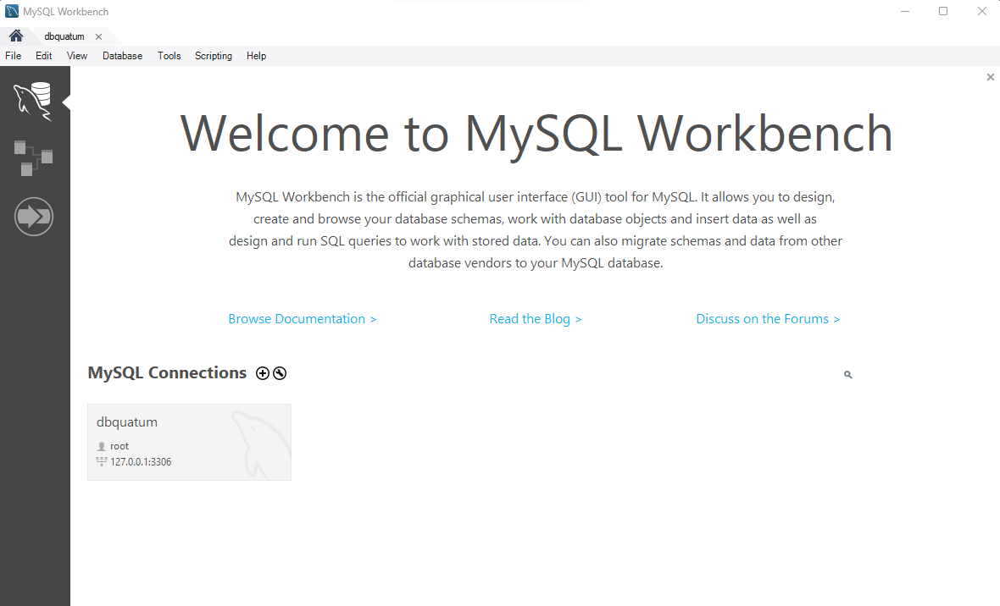 MySQL Workbench
dbquatum
File Edit View Database Tools Scripting Help
Welcome to MySQL Workbench
MySQL Workbench is the official graphical user interface (GUI) tool for MySQL. It allows you to design,
create and browse your database schemas, work with database objects and insert data as well as
design and run SQL queries to work with stored data. You can also migrate schemas and data from other
database vendors to your MySQL database.
Browse Documentation > Read the Blog > Discuss on the Forums >
MySQL Connections
dbquatum
root
127.0.0.1:3306